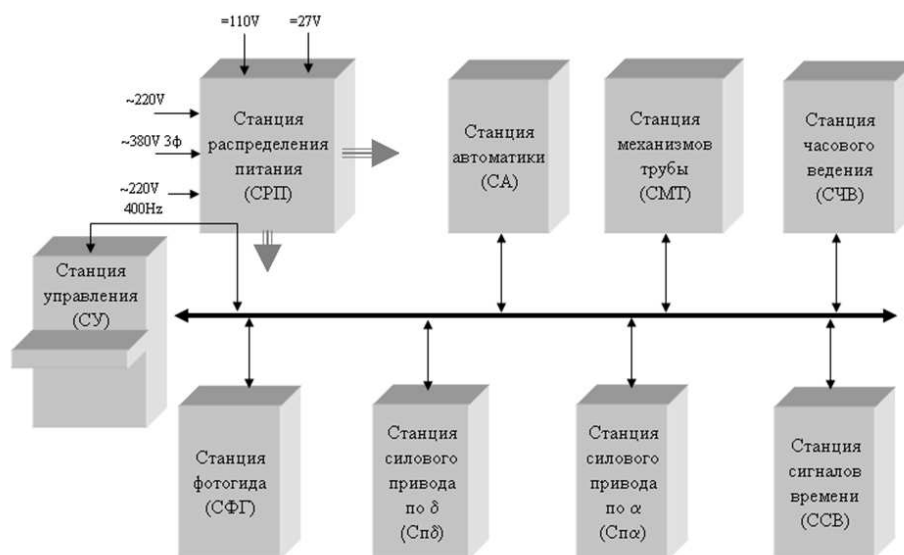 =110V
=27V
~220V
~380V 3ф
~220V
400Hz
Станция
распределения
питания
(СРП)
Станция
автоматики
(СА)
Станция
механизмов
трубы
(СМТ)
Станция
часового
ведения
(СЧВ)
Станция
управления
(СУ)
Станция
фотогида
(СФГ)
Станция
силового
привода
по δ
(Спδ)
Станция
силового
привода
по α
(Спα)
Станция
сигналов
времени
(ССВ)